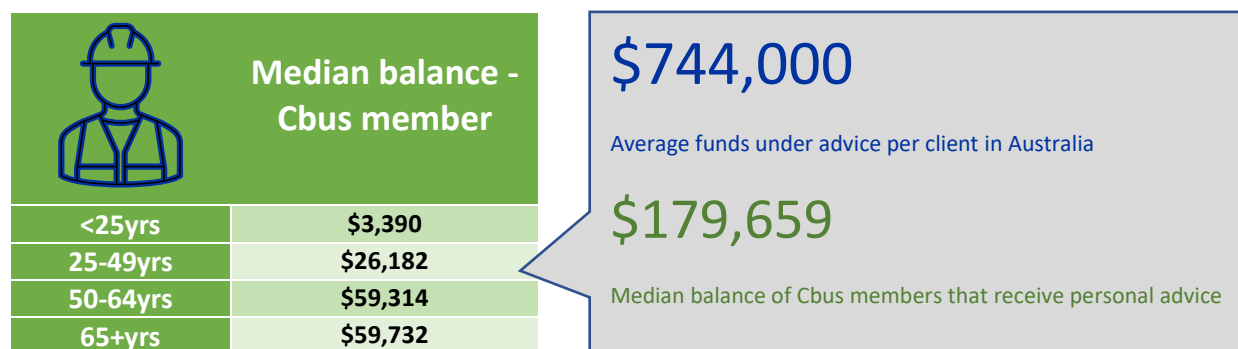 Median balance -
Cbus member
<25yrs $3,390
25-49yrs $26,182
50-64yrs $59,314
65+yrs $59,732
$744,000
Average funds under advice per client in Australia
$179,659
Median balance of Cbus members that receive personal advice